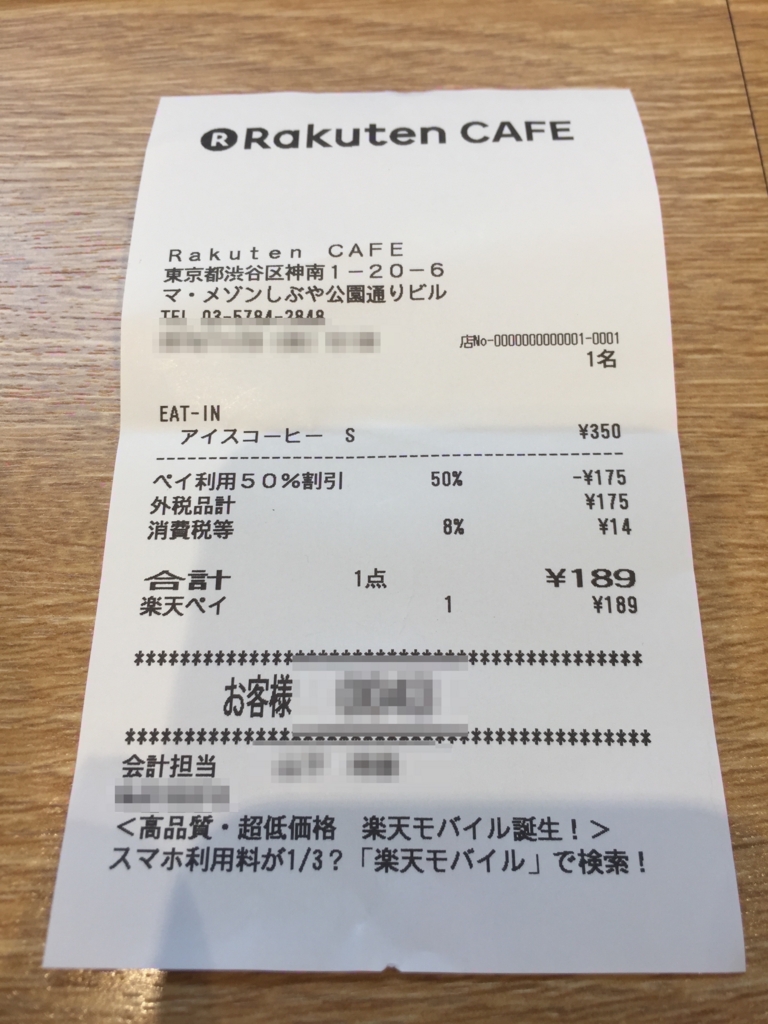 Rakuten CAFE
Rakuten CAFE
東京都渋谷区神南1-20-6
マ・メゾンしぶや公園通りビル
TEL 03-5784-2848
店No-0000000000001-0001
1名
EAT-IN
アイスコーヒー S ¥350
ペイ利用50%割引 50% -¥175
外税品計 ¥175
消費税等 8% ¥14
合計 1点 ¥189
楽天ペイ 1 ¥189
お客様
会計担当
<高品質・超低価格 楽天モバイル誕生!>
スマホ利用料が1/3?「楽天モバイル」で検索!